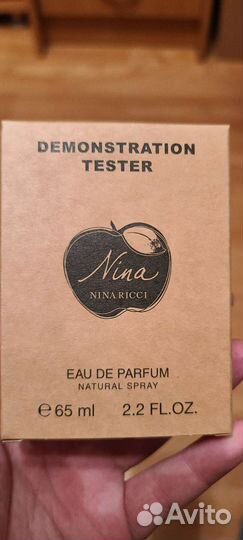 DEMONSTRATION
TESTER
Nina
NINA RICCI
EAU DE PARFUM
NATURAL SPRAY
℮ 65 ml 2.2 FL.OZ.
Avito